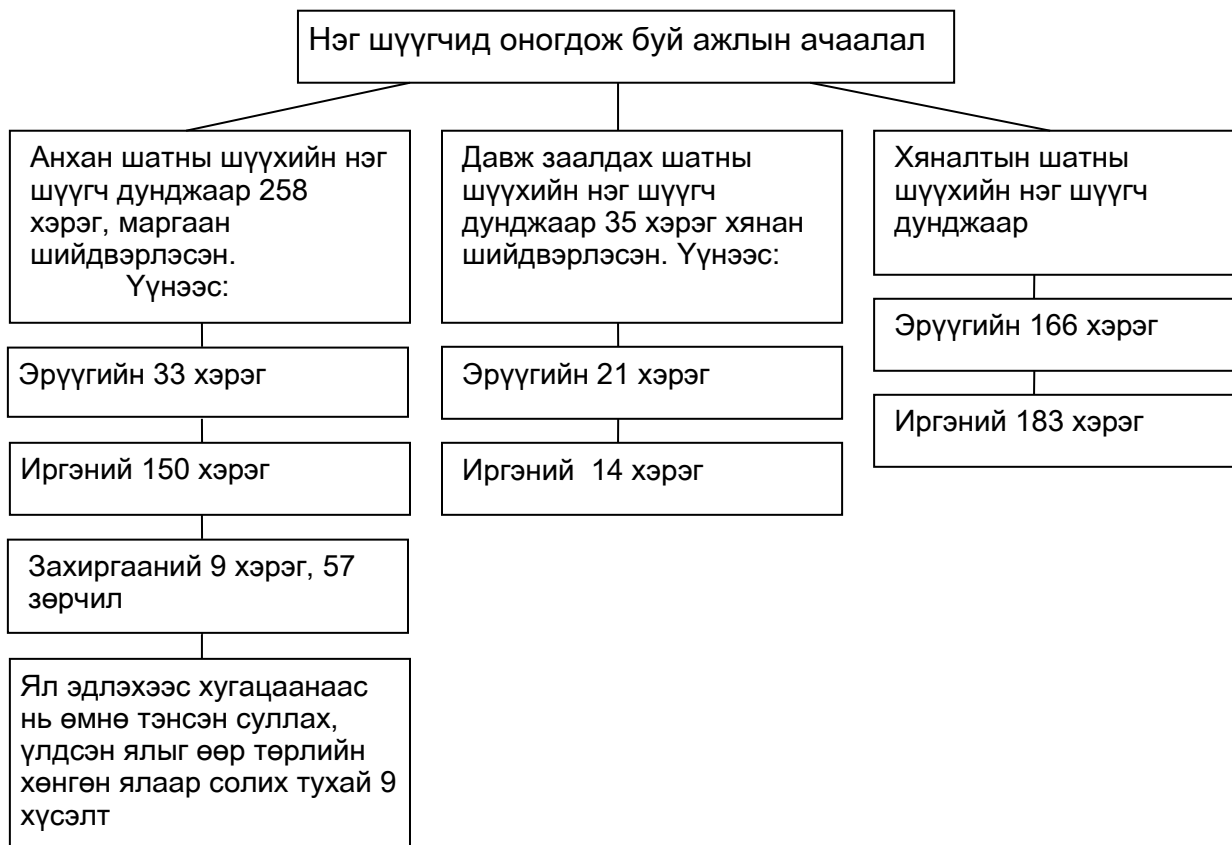 Нэг шүүгчид оногдож буй ажлын ачаалал
Анхан шатны шүүхийн нэг
шүүгч дунджаар 258
хэрэг, маргаан
шийдвэрлэсэн.
Үүнээс:
Эрүүгийн 33 хэрэг
Иргэний 150 хэрэг
Захиргааний 9 хэрэг, 57
зөрчил
Ял эдлэхээс хугацаанаас
нь өмнө тэнсэн суллах,
үлдсэн ялыг өөр төрлийн
хөнгөн ялаар солих тухай 9
хүсэлт
Давж заалдах шатны
шүүхийн нэг шүүгч
дунджаар 35 хэрэг хянан
шийдвэрлэсэн. Үүнээс:
Эрүүгийн 21 хэрэг
Иргэний 14 хэрэг
Хяналтын шатны
шүүхийн нэг шүүгч
дунджаар
Эрүүгийн 166 хэрэг
Иргэний 183 хэрэг